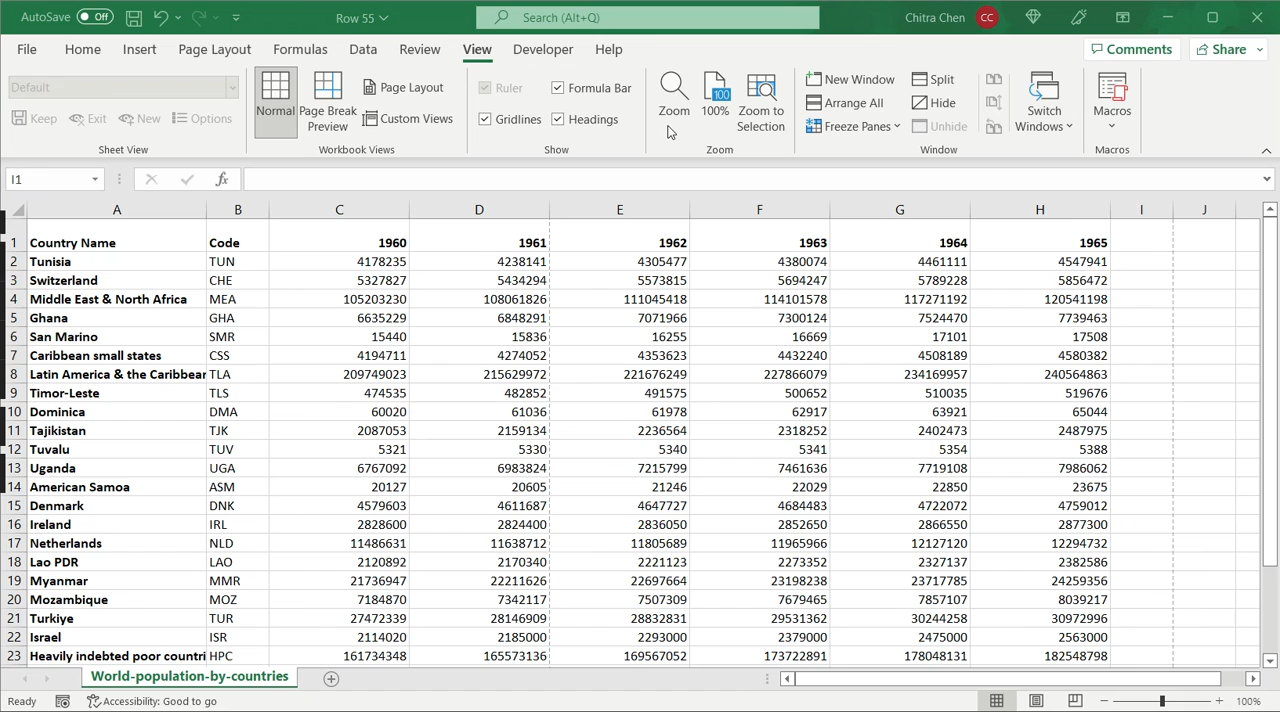 AutoSave Off Row 55 Search (Alt+Q) Chitra Chen CC
File Home Insert Page Layout Formulas Data Review View Developer Help Comments Share
Default
Keep Exit New Options
Sheet View
Normal
Page Break Preview
Page Layout
Custom Views
Workbook Views
Ruler Formula Bar
Gridlines Headings
Show
Zoom
100
100%
Zoom to Selection
Zoom
New Window
Arrange All
Freeze Panes
Split
Hide
Unhide
Switch Windows
Window
Macros
Macros
I1 fx
A B C D E F G H I J
1 Country Name Code 1960 1961 1962 1963 1964 1965
2 Tunisia TUN 4178235 4238141 4305477 4380074 4461111 4547941
3 Switzerland CHE 5327827 5434294 5573815 5694247 5789228 5856472
4 Middle East & North Africa MEA 105203230 108061826 111045418 114101578 117271192 120541198
5 Ghana GHA 6635229 6848291 7071966 7300124 7524470 7739463
6 San Marino SMR 15440 15836 16255 16669 17101 17508
7 Caribbean small states CSS 4194711 4274052 4353623 4432240 4508189 4580382
8 Latin America & the Caribbear TLA 209749023 215629972 221676249 227866079 234169957 240564863
9 Timor-Leste TLS 474535 482852 491575 500652 510035 519676
10 Dominica DMA 60020 61036 61978 62917 63921 65044
11 Tajikistan TJK 2087053 2159134 2236564 2318252 2402473 2487975
12 Tuvalu TUV 5321 5330 5340 5341 5354 5388
13 Uganda UGA 6767092 6983824 7215799 7461636 7719108 7986062
14 American Samoa ASM 20127 20605 21246 22029 22850 23675
15 Denmark DNK 4579603 4611687 4647727 4684483 4722072 4759012
16 Ireland IRL 2828600 2824400 2836050 2852650 2866550 2877300
17 Netherlands NLD 11486631 11638712 11805689 11965966 12127120 12294732
18 Lao PDR LAO 2120892 2170340 2221123 2273352 2327137 2382586
19 Myanmar MMR 21736947 22211626 22697664 23198238 23717785 24259356
20 Mozambique MOZ 7184870 7342117 7507309 7679465 7857107 8039217
21 Turkiye TUR 27472339 28146909 28832831 29531362 30244258 30972996
22 Israel ISR 2114020 2185000 2293000 2379000 2475000 2563000
23 Heavily indebted poor countri HPC 161734348 165573136 169567052 173722891 178048131 182548798
World-population-by-countries
Ready Accessibility: Good to go 100%